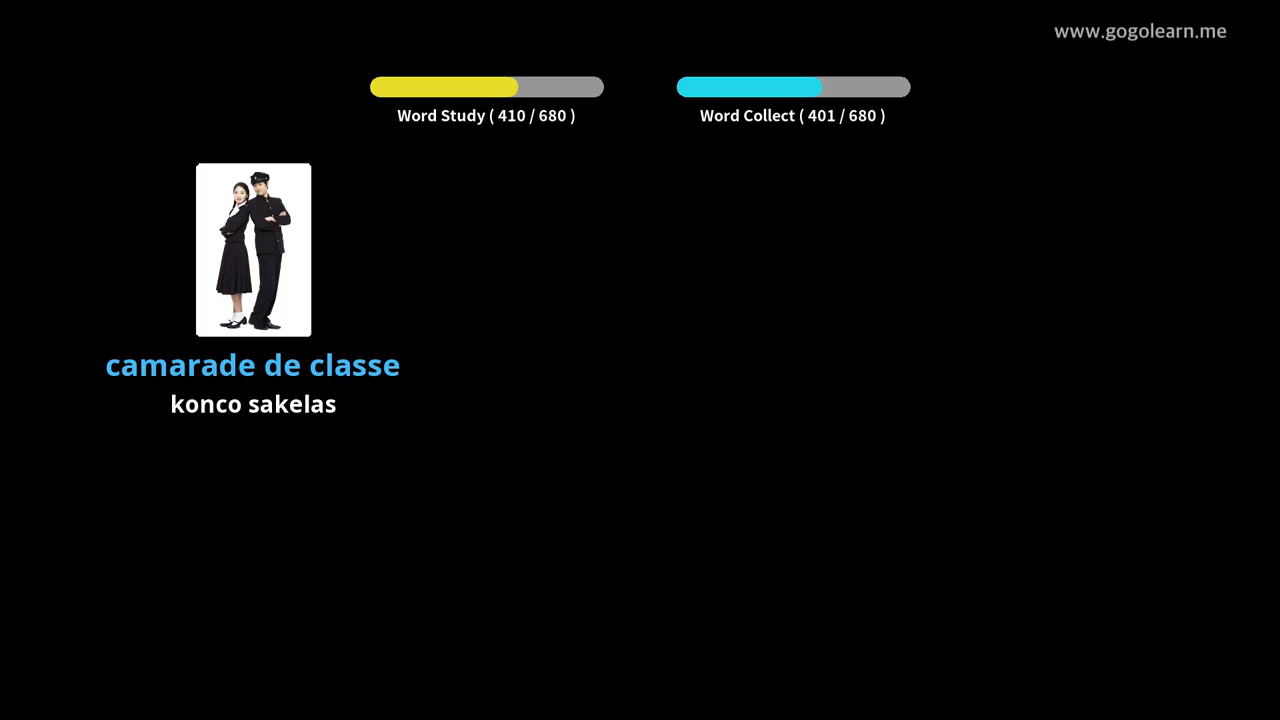 www.gogolearn.me
Word Study ( 410 / 680 )
Word Collect ( 401 / 680 )
camarade de classe
konco sakelas